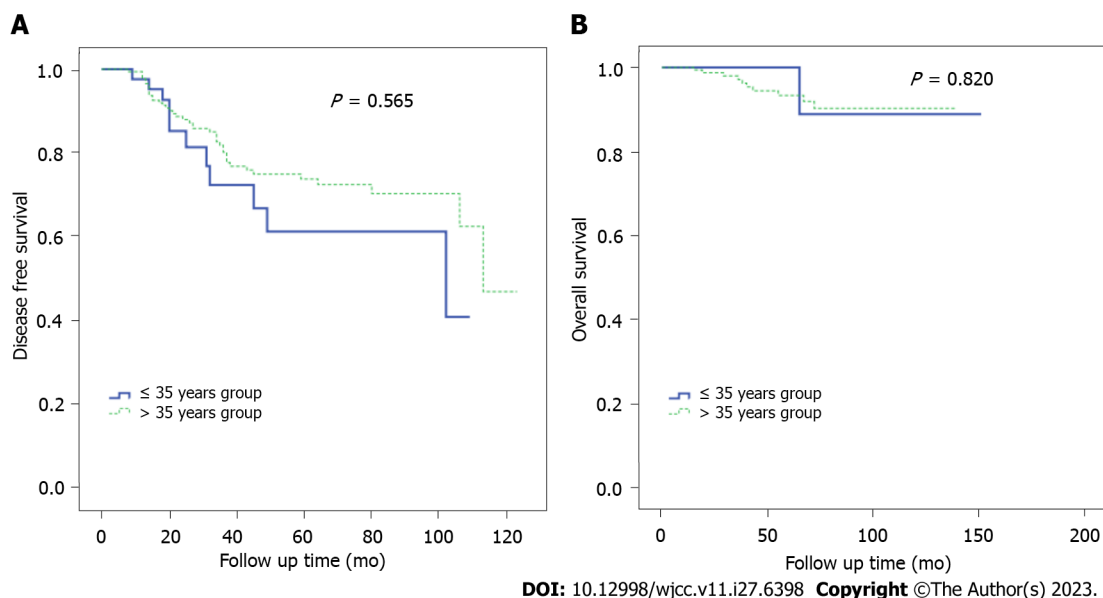 A
P = 0.565
Disease free survival
1.0
0.8
0.6
0.4
0.2
0.0
≤ 35 years group
> 35 years group
0 20 40 60 80 100 120
Follow up time (mo)
B
P = 0.820
Overall survival
1.0
0.8
0.6
0.4
0.2
0.0
≤ 35 years group
> 35 years group
0 50 100 150 200
Follow up time (mo)
DOI: 10.12998/wjcc.v11.i27.6398 Copyright ©The Author(s) 2023.